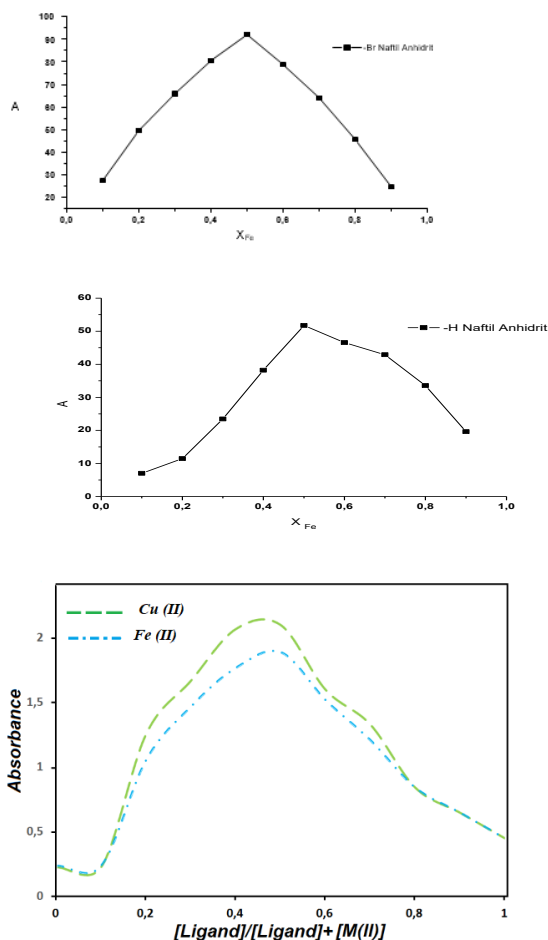 100
90
80
70
60
50
40
30
20
A
-Br Naftil Anhidrit
0,0 0,2 0,4 0,6 0,8 1,0
X Fe
60
50
40
30
20
10
0
A
-H Naftil Anhidrit
0,0 0,2 0,4 0,6 0,8 1,0
X Fe
Cu (II)
Fe (II)
2
1,5
1
0,5
0
Absorbance
0 0,2 0,4 0,6 0,8 1
[Ligand]/[Ligand]+[M(II)]